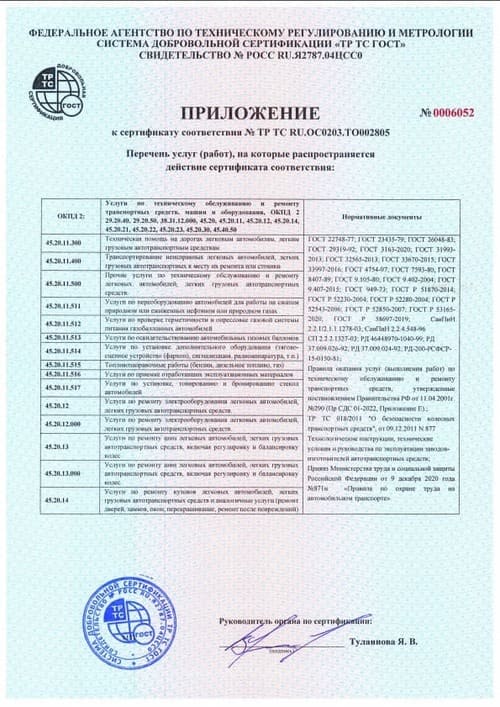 ФЕДЕРАЛЬНОЕ АГЕНТСТВО ПО ТЕХНИЧЕСКОМУ РЕГУЛИРОВАНИЮ И МЕТРОЛОГИИ
СИСТЕМА ДОБРОВОЛЬНОЙ СЕРТИФИКАЦИИ «ТР ТС ГОСТ»
СВИДЕТЕЛЬСТВО № РОСС RU.Я2787.04ЦСС0
ДОБРОВОЛЬНАЯ
ТР
ТС
ГОСТ
СЕРТИФИКАЦИЯ
ПРИЛОЖЕНИЕ
№ 0006052
к сертификату соответствия № ТР ТС RU.ОС0203.ТО002805
Перечень услуг (работ), на которые распространяется
действие сертификата соответствия:
ОКПД 2:
Услуги по техническому обслуживанию и ремонту
транспортных средств, машин и оборудования, ОКПД 2
29.20.40, 29.20.50, 38.31.12.000, 45.20, 45.20.11, 45.20.12, 45.20.14,
45.20.21, 45.20.22, 45.20.23, 45.20.30, 45.40.50
Нормативные документы
45.20.11.300
Техническая помощь на дорогах легковым автомобилям, легким
грузовым автотранспортным средствам
45.20.11.400
Транспортирование неисправных легковых автомобилей, легких
грузовых автотранспортных к месту их ремонта или стоянки
45.20.11.500
Прочие услуги по техническому обслуживанию и ремонту
легковых автомобилей, легких грузовых автотранспортных
средств.
45.20.11.511
Услуги по переоборудованию автомобилей для работы на сжатом
природном или сжиженных нефтяном или природном газах.
45.20.11.512
Услуги по проверке герметичности и опрессовке газовой системы
питания газобаллонных автомобилей
45.20.11.513
Услуги по освидетельствованию автомобильных газовых баллонов
45.20.11.514
Услуги по установке дополнительного оборудования (тягово-
сцепное устройство (фаркоп), сигнализация, радиоаппаратура, т.п.)
45.20.11.515
Топливозаправочные работы (бензин, дизельное топливо, газ)
45.20.11.516
Услуги по приемке отработавших эксплуатационных материалов
45.20.11.517
Услуги по установке, тонированию и бронированию стекол
автомобилей
45.20.12
Услуги по ремонту электрооборудования легковых автомобилей,
легких грузовых автотранспортных средств.
45.20.12.000
Услуги по ремонту электрооборудования легковых автомобилей,
легких грузовых автотранспортных средств.
45.20.13
Услуги по ремонту шин легковых автомобилей, легких грузовых
автотранспортных средств, включая регулировку и балансировку
колес
45.20.13.000
Услуги по ремонту шин легковых автомобилей, легких грузовых
автотранспортных средств, включая регулировку и балансировку
колес.
45.20.14
Услуги по ремонту кузовов легковых автомобилей, легких
грузовых автотранспортных средств и аналогичные услуги (ремонт
дверей, замков, окон, перекрашивание, ремонт после повреждений)
ГОСТ 22748-77; ГОСТ 23435-79; ГОСТ 26048-83;
ГОСТ 29319-92; ГОСТ 3163-2020; ГОСТ 31993-
2013; ГОСТ 32565-2013; ГОСТ 33670-2015; ГОСТ
33997-2016; ГОСТ 4754-97; ГОСТ 7593-80; ГОСТ
8407-89; ГОСТ 9.105-80; ГОСТ 9.402-2004; ГОСТ
9.407-2015; ГОСТ 949-73; ГОСТ Р 51870-2014;
ГОСТ Р 52230-2004; ГОСТ Р 52280-2004; ГОСТ Р
52543-2006; ГОСТ Р 52850-2007; ГОСТ Р 53165-
2020; ГОСТ Р 58697-2019; СанПиН
2.2.1/2.1.1.1278-03; СанПиН 2.2.4.548-96
СП 2.2.2.1327-03; РД 46448970-1040-99; РД
37.009.026-92; РД 37.009.024-92; РД-200-РСФСР-
15-0150-81;
Правила оказания услуг (выполнения работ) по
техническому обслуживанию и ремонту
транспортных средств, утвержденные
постановлением Правительства РФ от 11.04 2001г.
№290 (Пр СДС 01-2022, Приложение Г.);
ТР ТС 018/2011 "О безопасности колесных
транспортных средств", от 09.12.2011 N 877
Технологические инструкции, технические
условия и руководства по эксплуатации заводов-
изготовителей автотранспортных средств;
Приказ Министерства труда и социальной защиты
Российской Федерации от 9 декабря 2020 года
№871н «Правила по охране труда на
автомобильном транспорте»
Руководитель органа по сертификации:
Тулаинова Я. В.
(подпись)